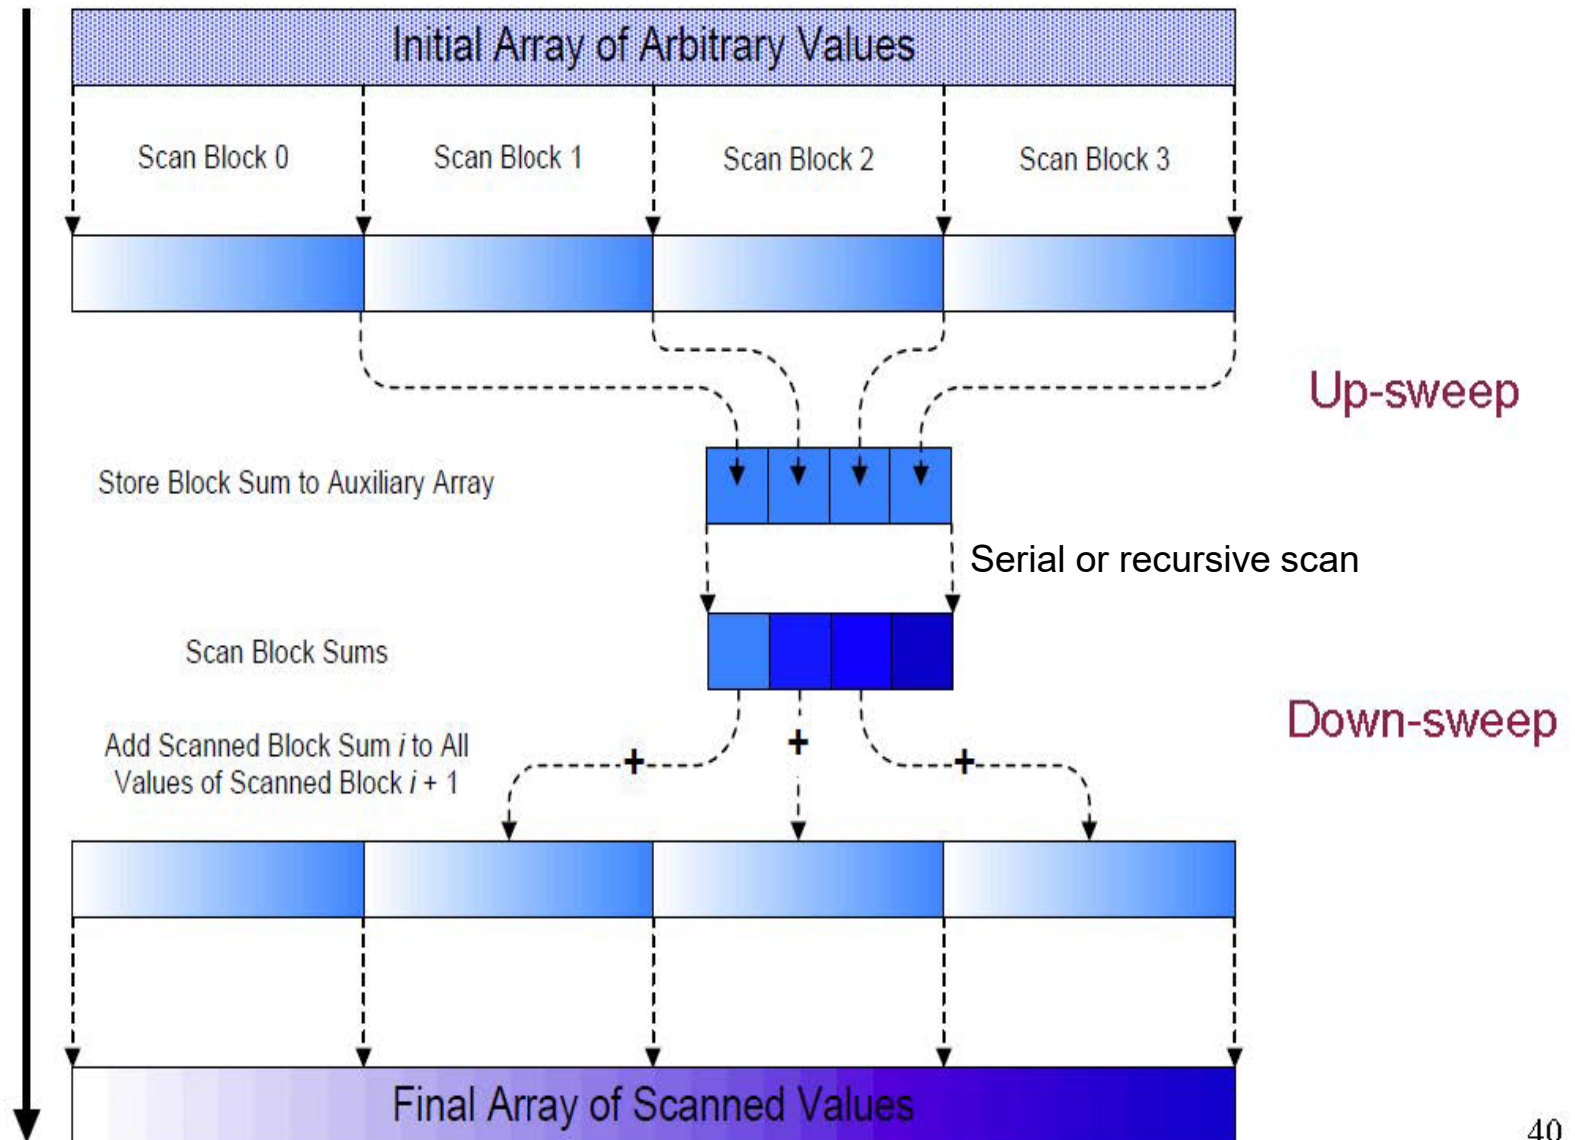 Initial Array of Arbitrary Values
Scan Block 0
Scan Block 1
Scan Block 2
Scan Block 3
Up-sweep
Store Block Sum to Auxiliary Array
Serial or recursive scan
Scan Block Sums
Down-sweep
Add Scanned Block Sum i to All
Values of Scanned Block i + 1
+
+
+
Final Array of Scanned Values
40